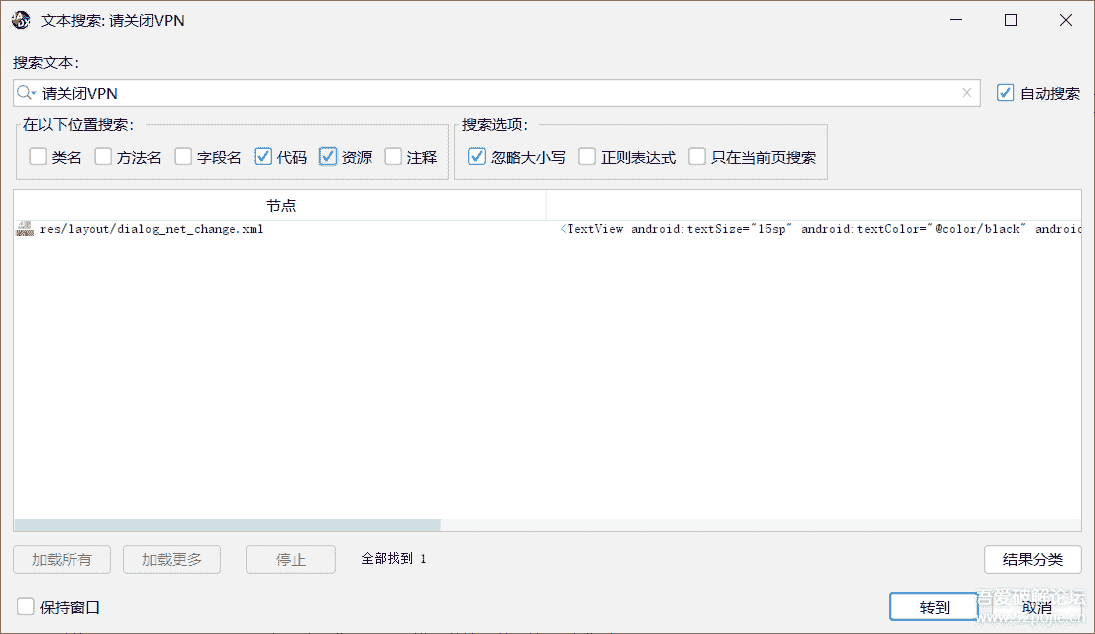 文本搜索: 请关闭VPN
搜索文本:
请关闭VPN
自动搜索
在以下位置搜索:
搜索选项:
类名 方法名 字段名 代码 资源 注释
忽略大小写 正则表达式 只在当前页搜索
节点
res/layout/dialog_net_change.xml <TextView android:textSize="15sp" android:textColor="@color/black" android
加载所有 加载更多 停止 全部找到 1 结果分类
保持窗口 转到 取消
吾爱破解论坛
www.52pojie.cn